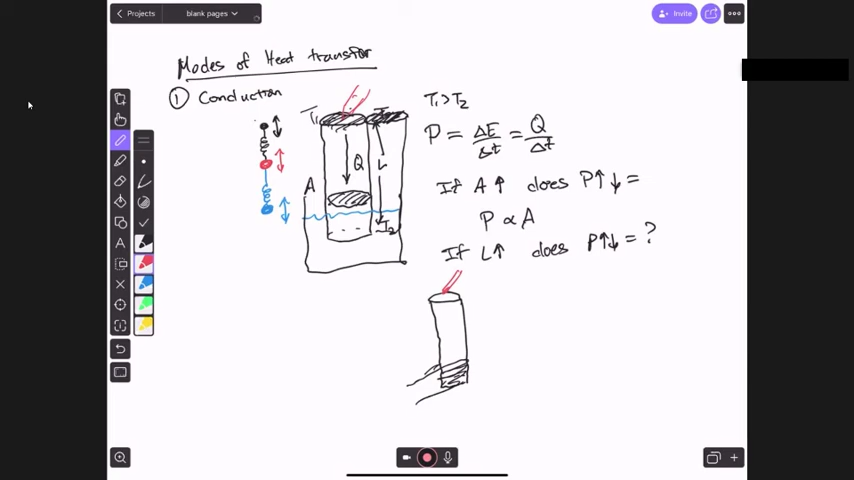 Projects
blank pages
Invite
Modes of Heat transfer
① Conduction
T₁
T₁>T₂
P = ΔE/Δt = Q/Δt
L
Q
A
If A↑ does P↑↓ =
P ∝ A
T₂
If L↑ does P↑↓ = ?
A